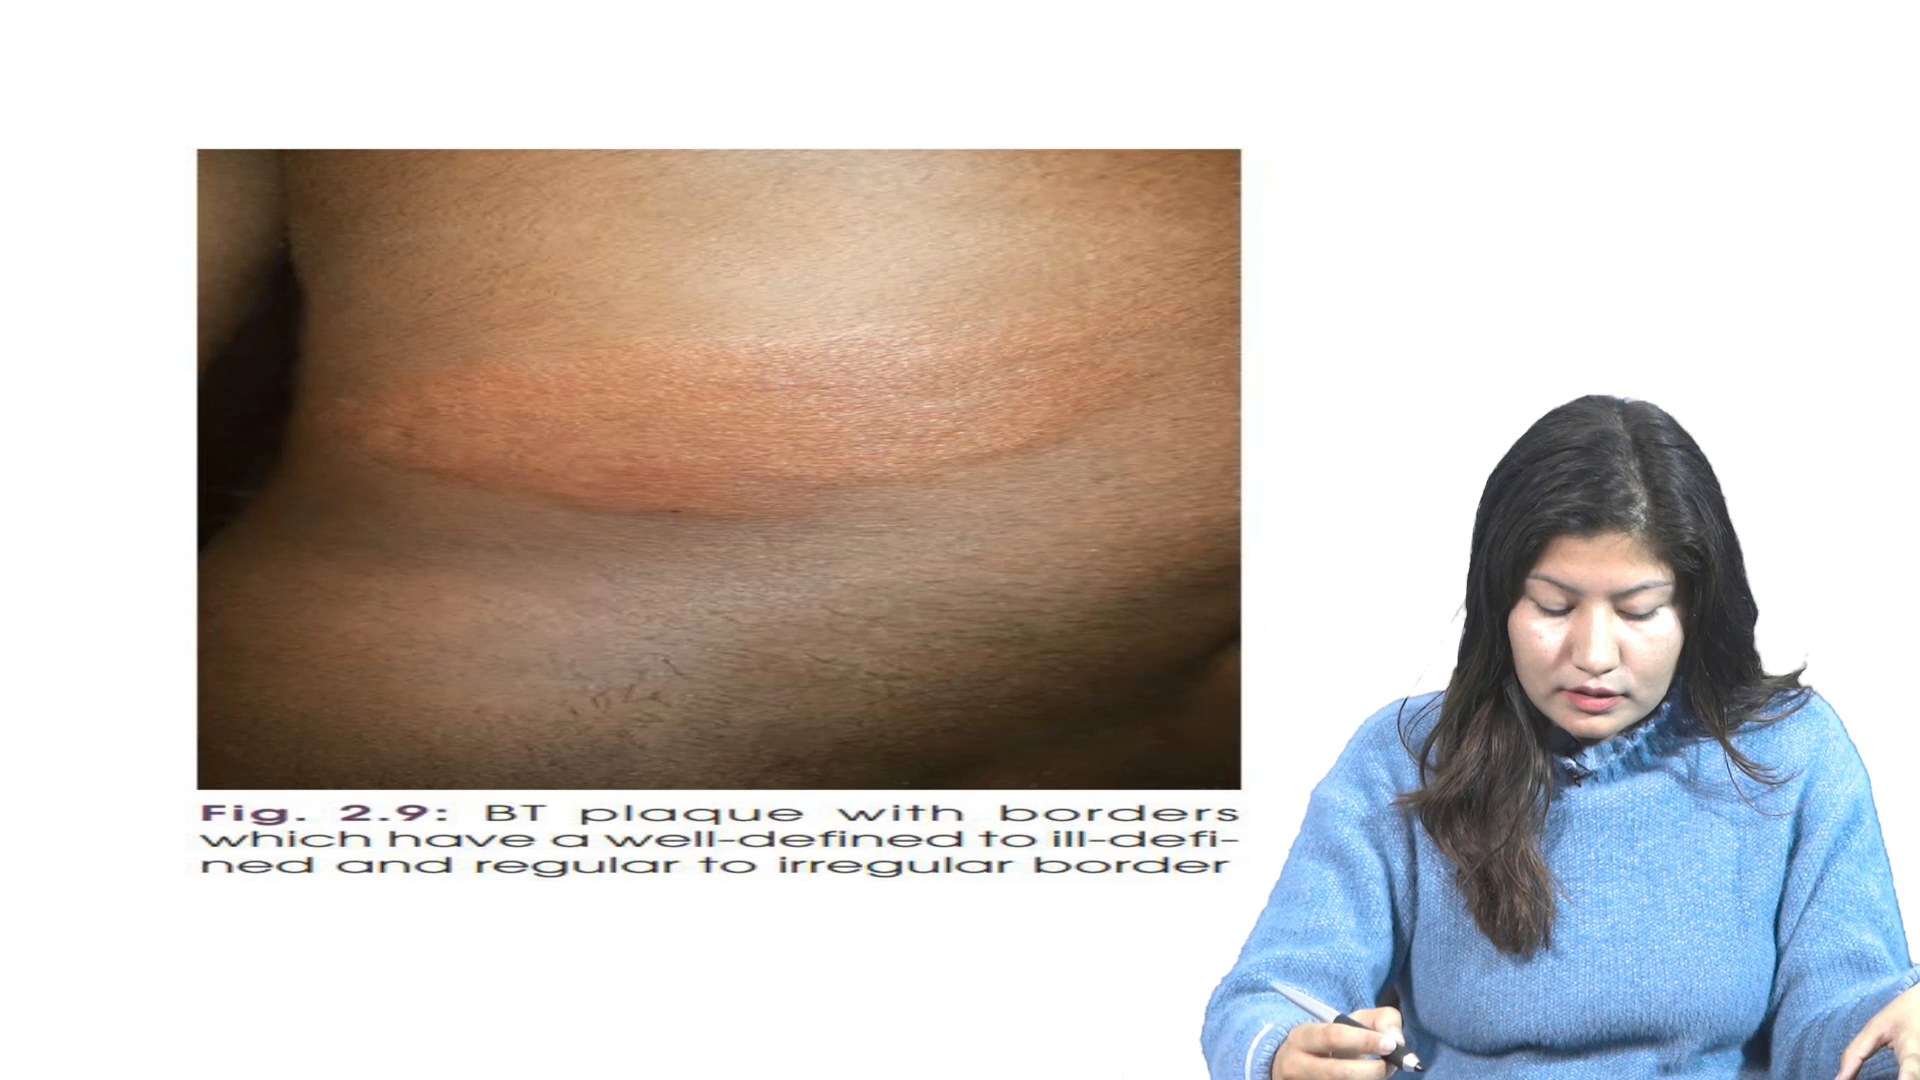 Fig. 2.9: BT plaque with borders
which have a well-defined to ill-defi-
ned and regular to irregular border